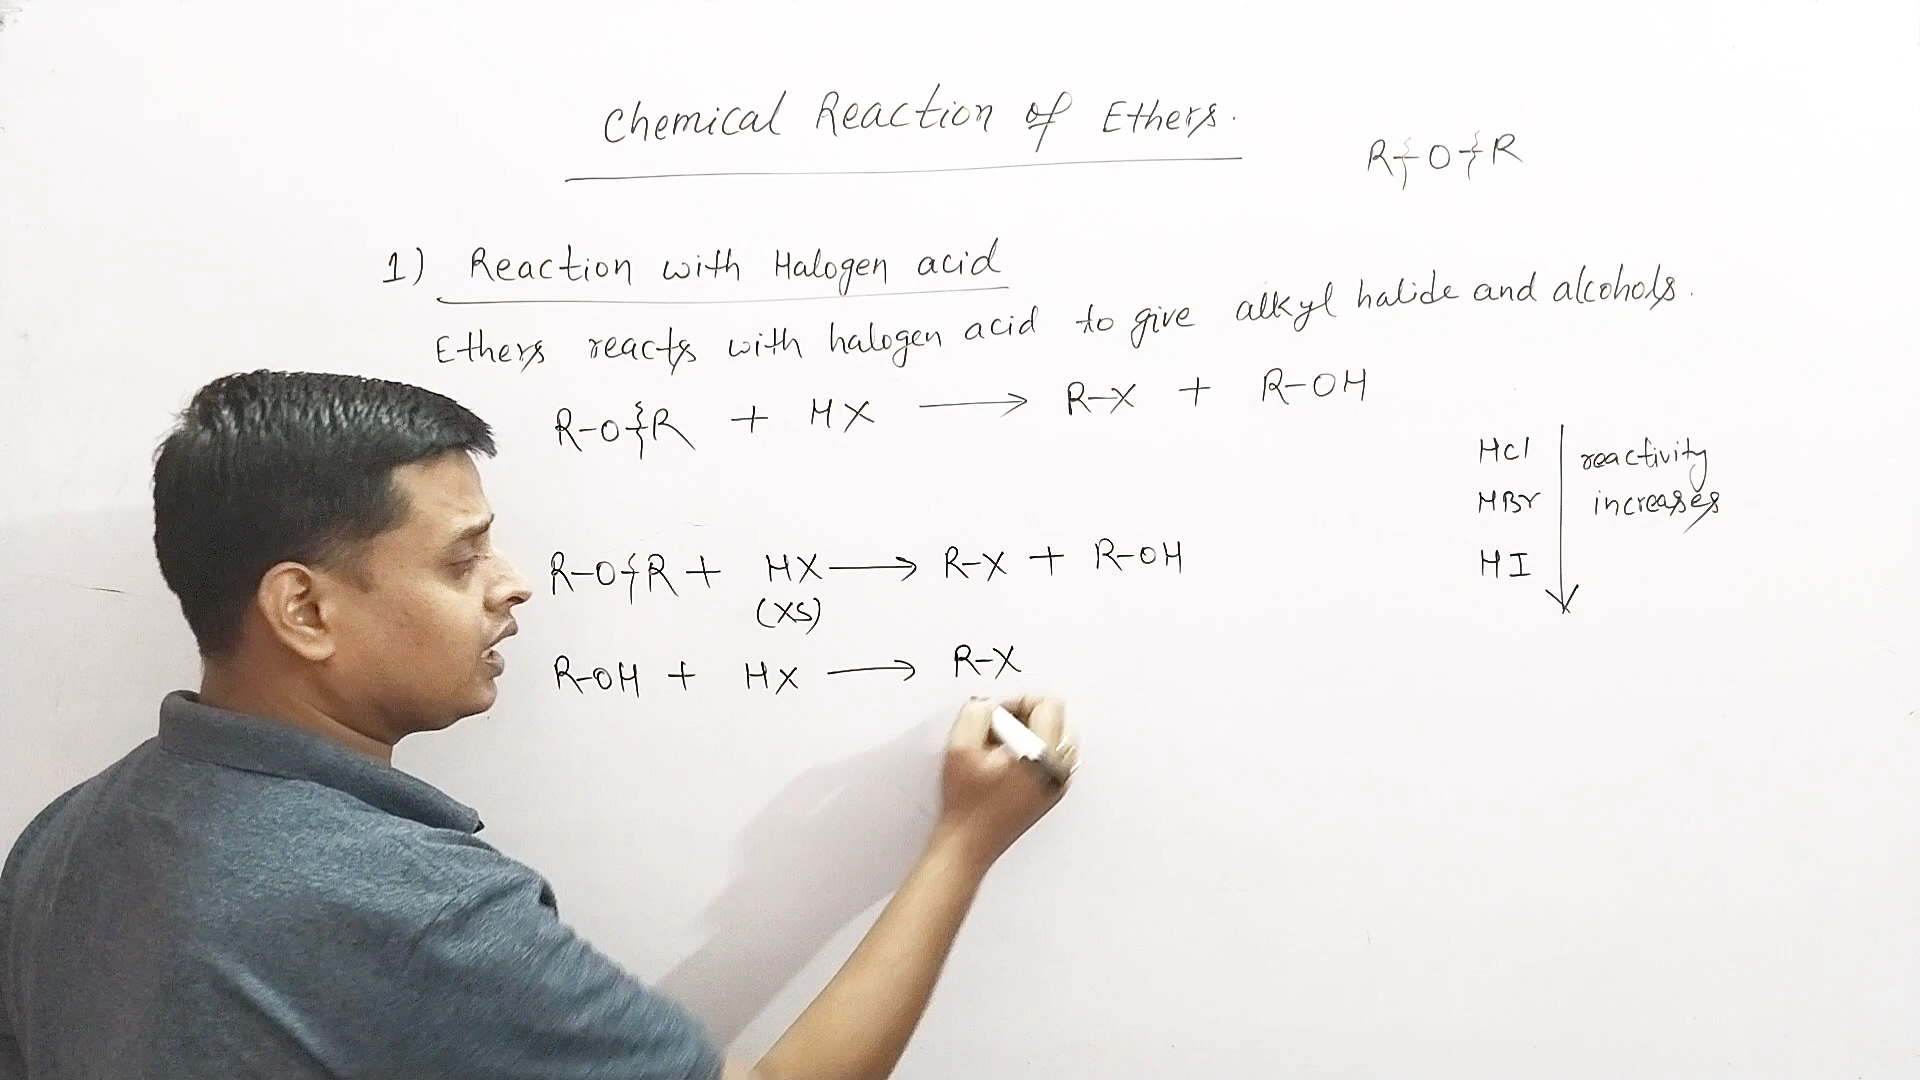 Chemical Reaction of Ethers.
R-O-R
1) Reaction with Halogen acid
Ethers reacts with halogen acid to give alkyl halide and alcohols.
R-O-R + HX → R-X + R-OH
HCl reactivity
HBr increases
HI
R-O-R + HX → R-X + R-OH
(XS)
R-OH + HX → R-X